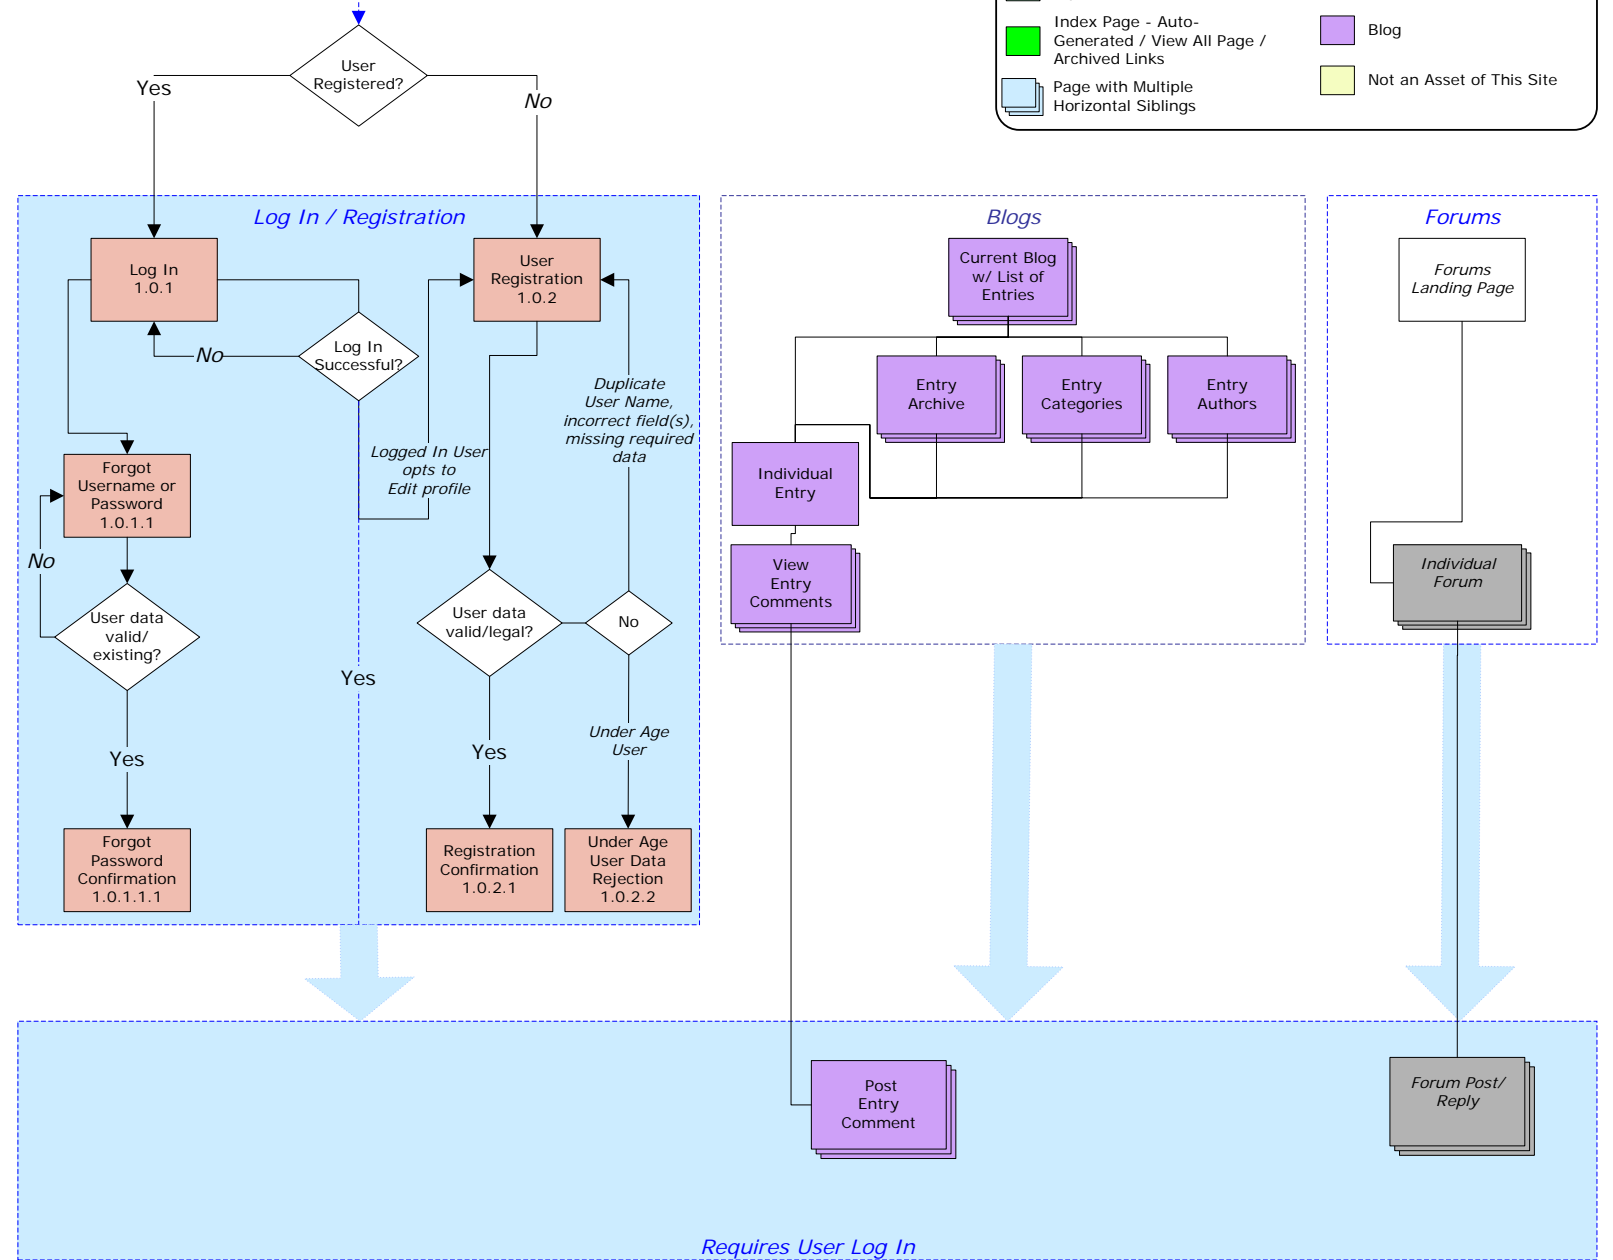 Index Page - Auto-
Generated / View All Page /
Archived Links
Page with Multiple
Horizontal Siblings
Blog
Not an Asset of This Site
User
Registered?
Yes
No
Log In / Registration
Log In
1.0.1
User
Registration
1.0.2
Log In
Successful?
No
Duplicate
User Name,
incorrect field(s),
missing required
data
Logged In User
opts to
Edit profile
Forgot
Username or
Password
1.0.1.1
No
User data
valid/
existing?
User data
valid/legal?
No
Yes
Under Age
User
Yes
Yes
Forgot
Password
Confirmation
1.0.1.1.1
Registration
Confirmation
1.0.2.1
Under Age
User Data
Rejection
1.0.2.2
Blogs
Current Blog
w/ List of
Entries
Entry
Archive
Entry
Categories
Entry
Authors
Individual
Entry
View
Entry
Comments
Forums
Forums
Landing Page
Individual
Forum
Post
Entry
Comment
Forum Post/
Reply
Requires User Log In